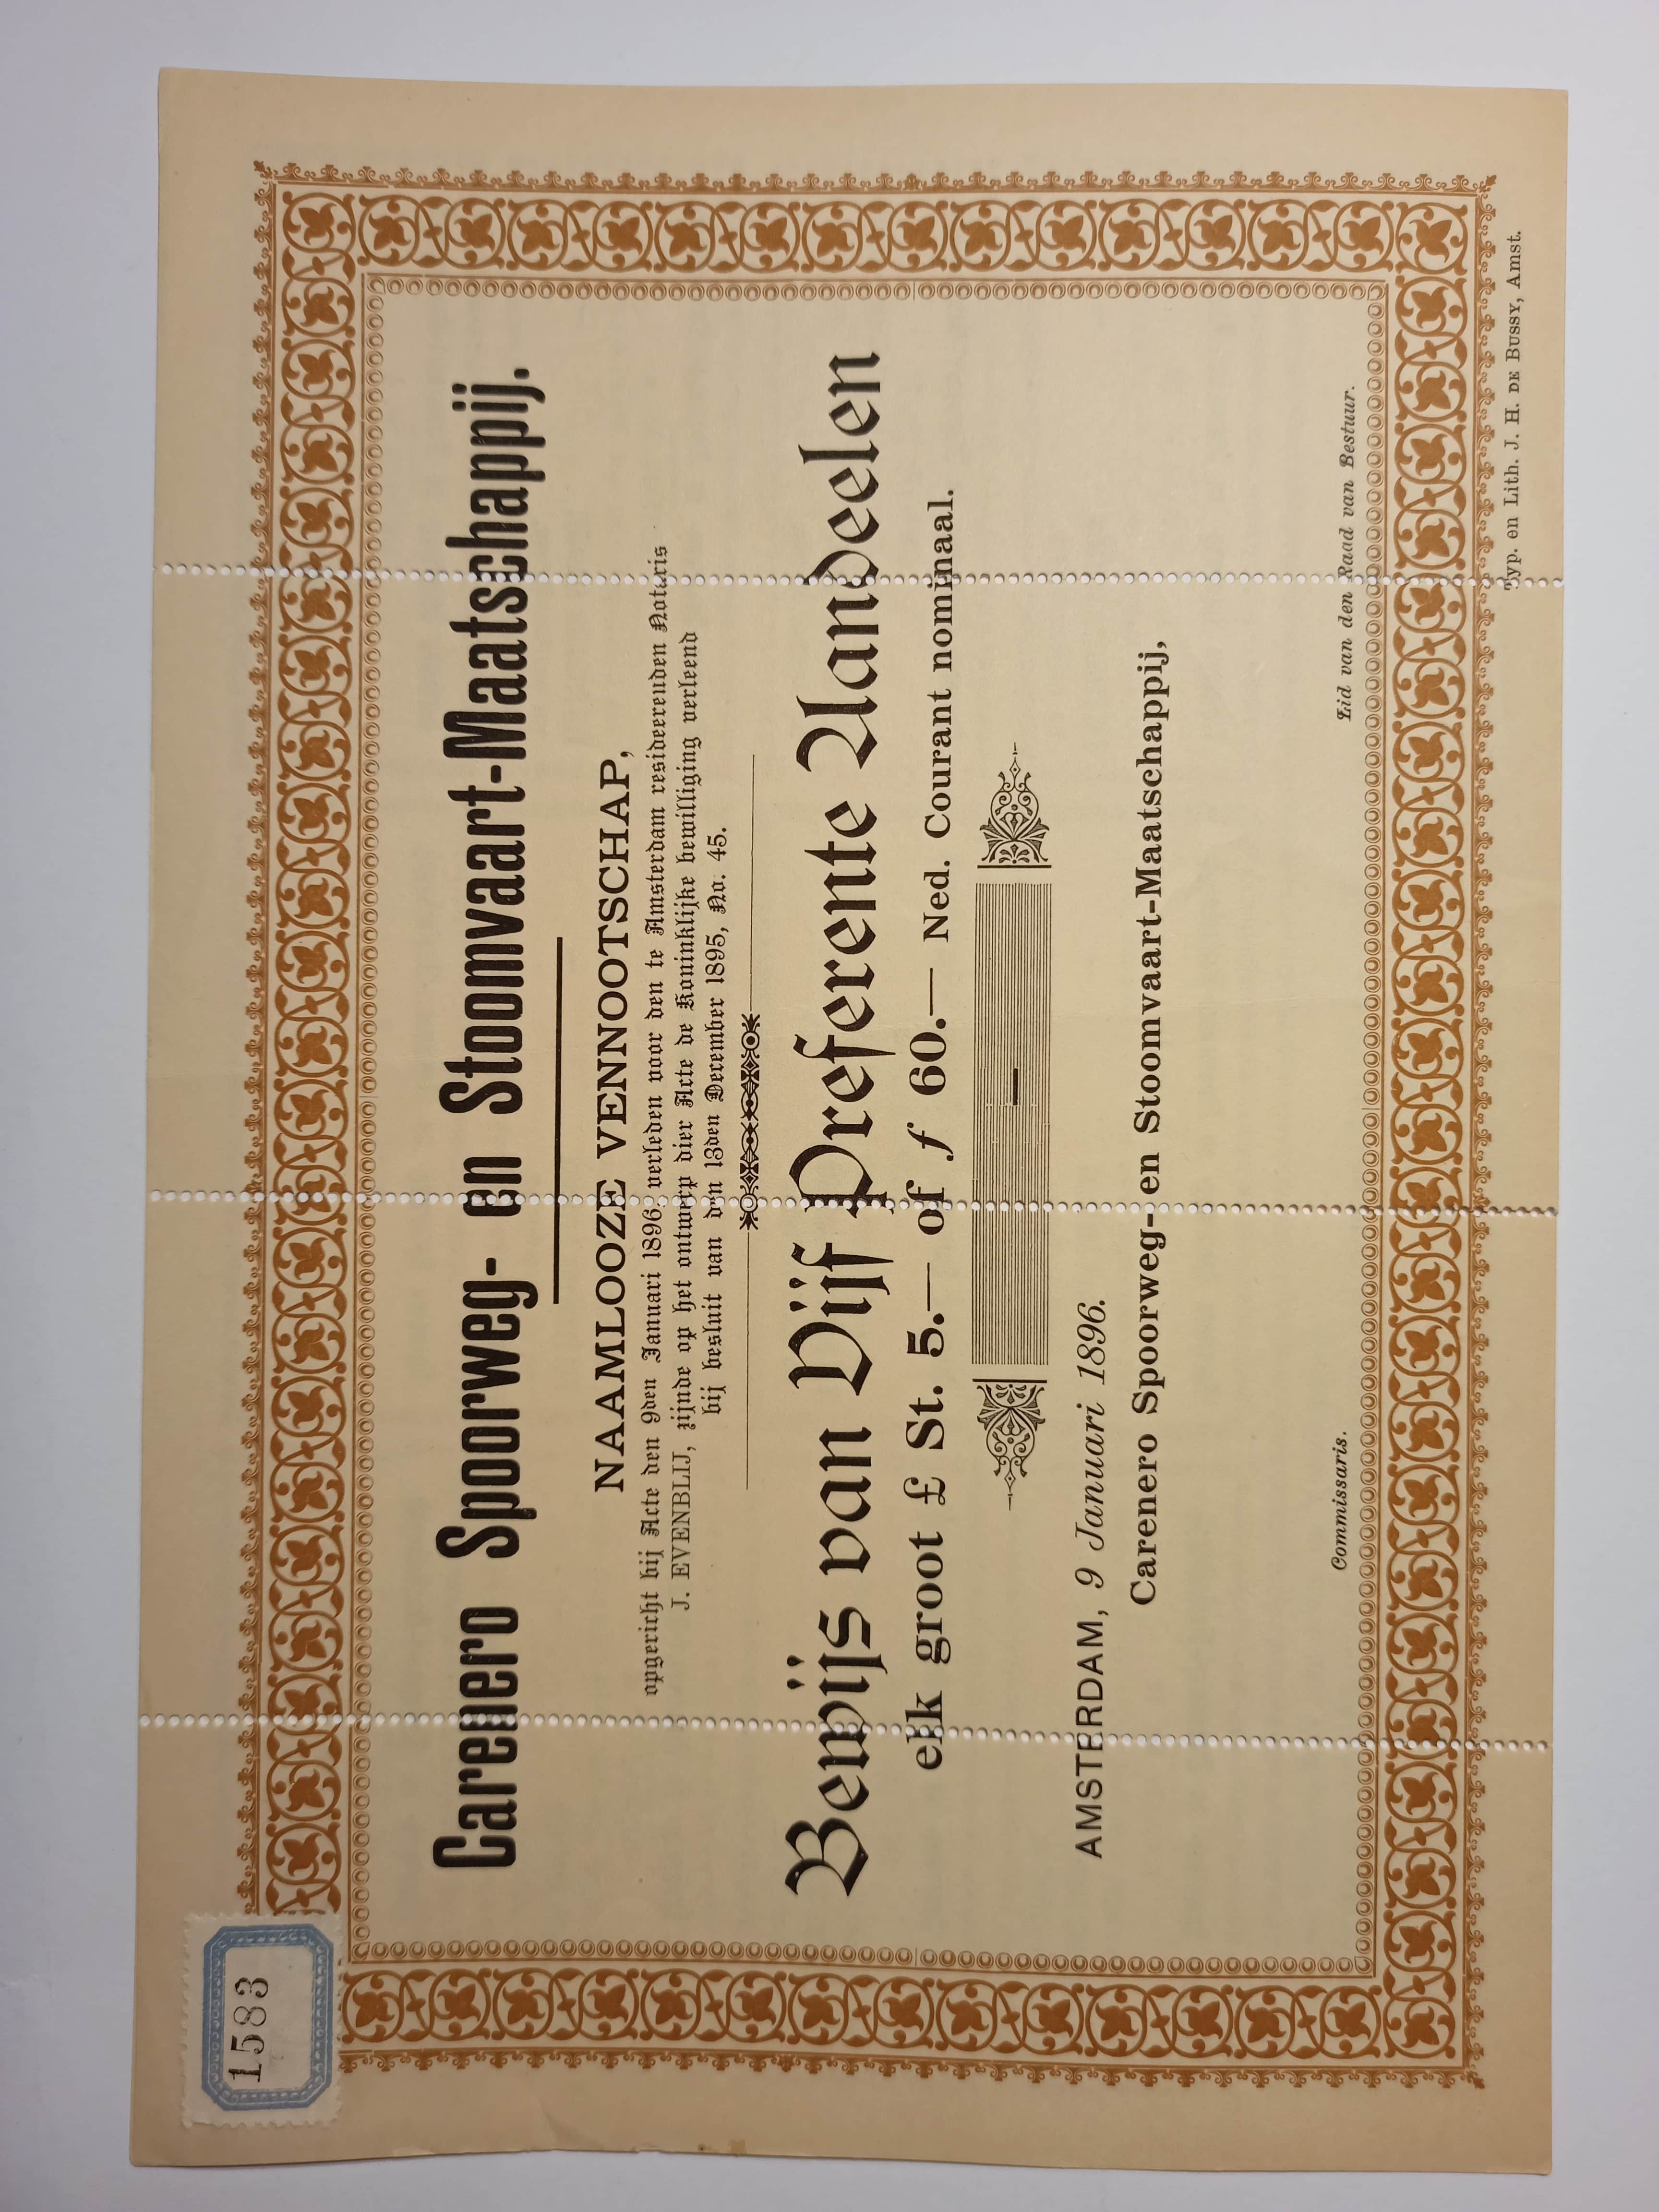 1583
Carenero Spoorweg- en Stoomvaart-Maatschappij.
NAAMLOOZE VENNOOTSCHAP,
opgericht bij Acte den 9den Januari 1896 verleden voor den te Amsterdam resideerenden Notaris
J. EVENBLIJ, zijnde op het ontwerp dier Acte de Koninklijke bewilliging verleend
bij besluit van den 18den December 1895, No. 45.
Bewijs van Vijf Preferente Aandeelen
elk groot £ St. 5.— of ƒ 60.— Ned. Courant nominaal.
AMSTERDAM, 9 Januari 1896.
Carenero Spoorweg- en Stoomvaart-Maatschappij,
Commissaris.
Lid van den Raad van Bestuur.
Typ. en Lith. J. H. DE BUSSY, Amst.